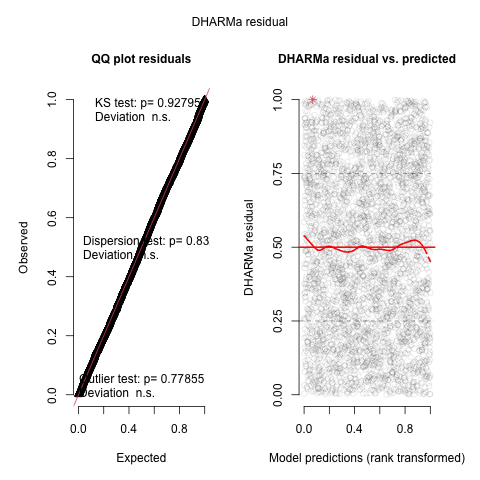 DHARMa residual
QQ plot residuals
KS test: p= 0.92795
Deviation n.s.
Dispersion test: p= 0.83
Deviation n.s.
Outlier test: p= 0.77855
Deviation n.s.
Observed
0.0
0.2
0.4
0.6
0.8
1.0
0.0
0.4
0.8
Expected
DHARMa residual vs. predicted
DHARMa residual
0.00
0.25
0.50
0.75
1.00
0.0
0.4
0.8
Model predictions (rank transformed)